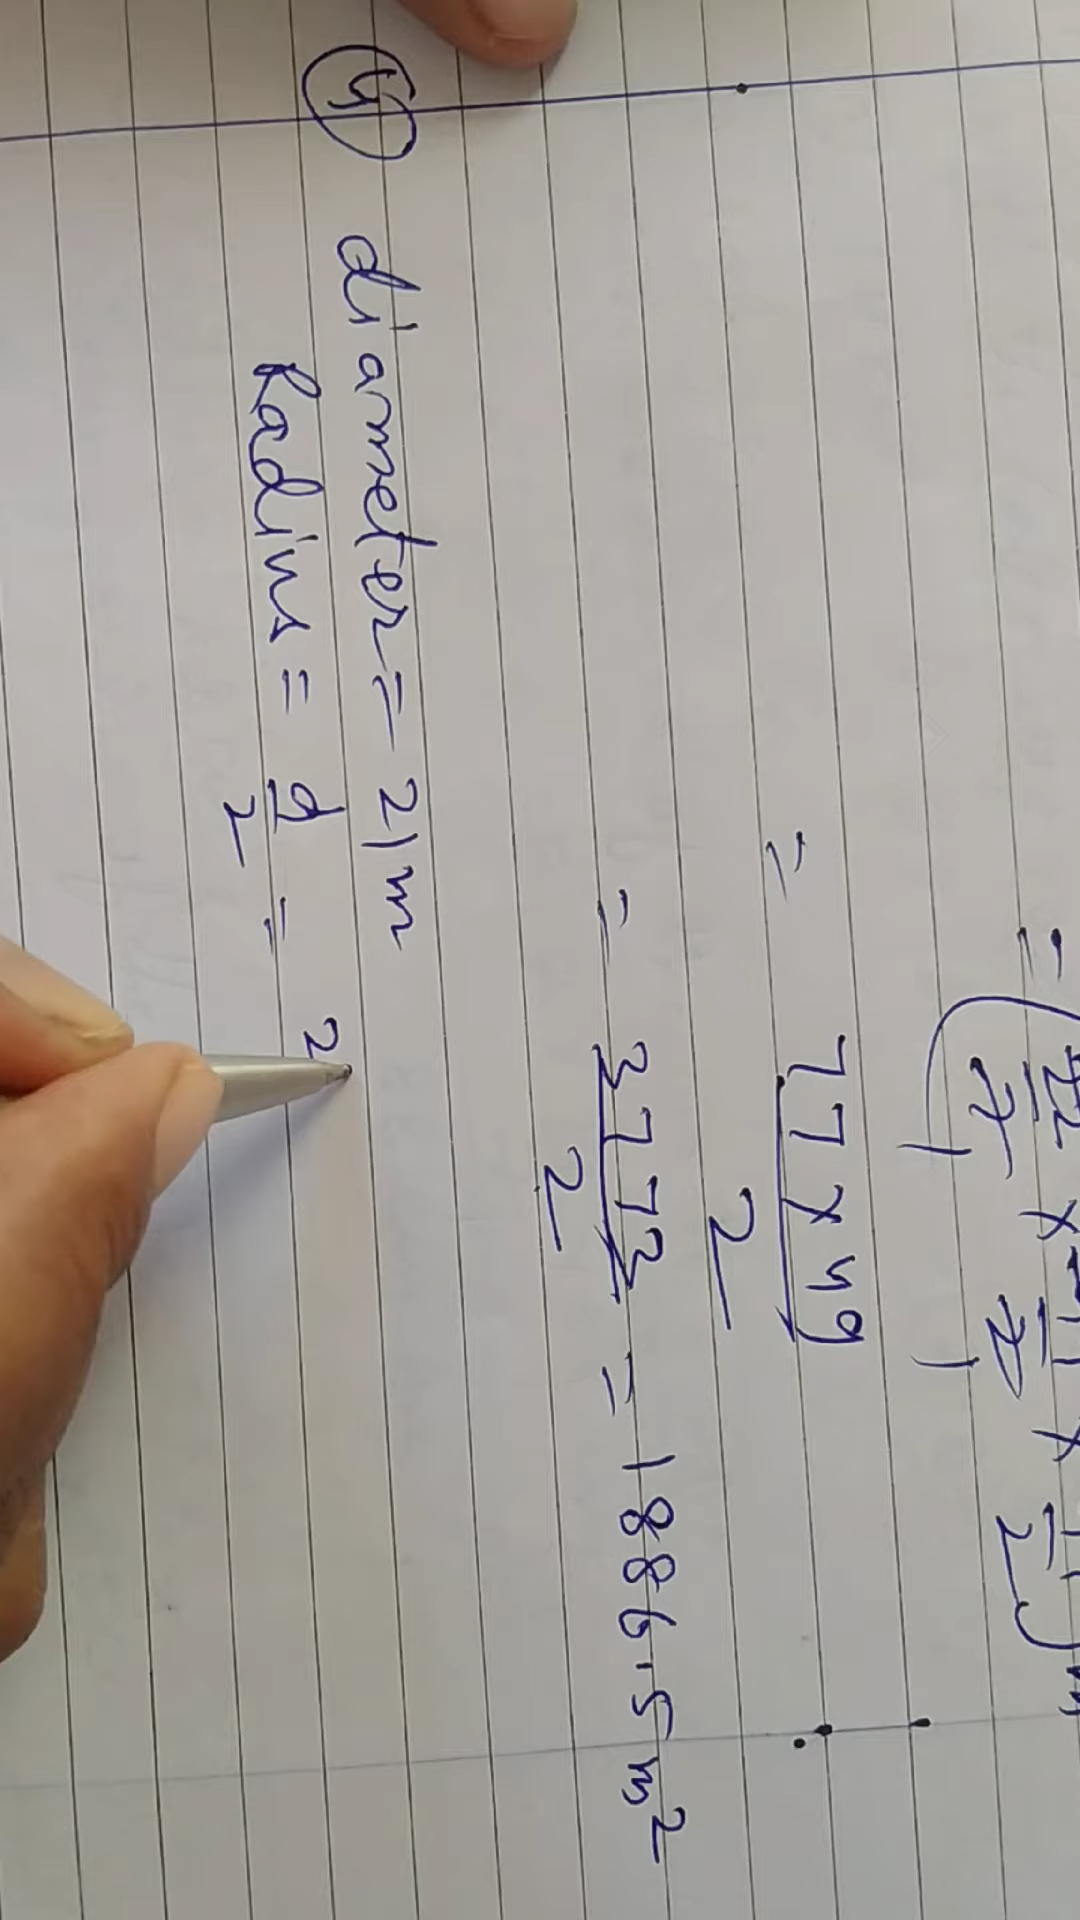 =
= 77 x 49
2
= 3773 = 1886.5 m²
2
4 diameter = 21m
Radius = d = 2
2